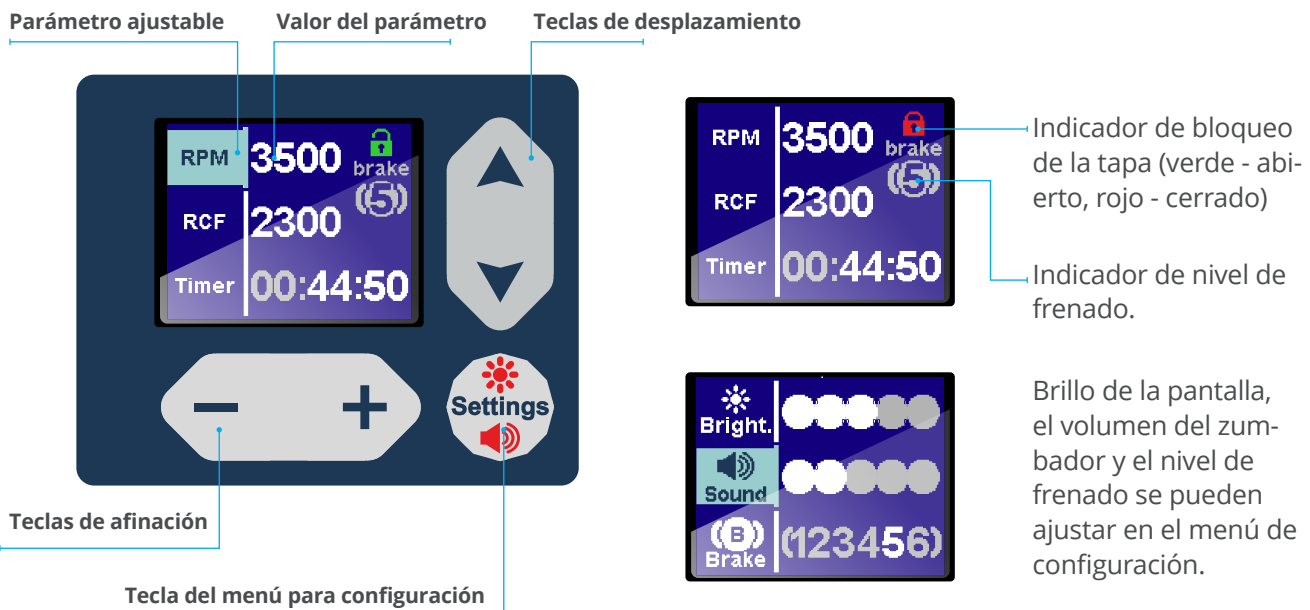 Parámetro ajustable
Valor del parámetro
Teclas de desplazamiento
RPM 3500
brake
(5)
RCF 2300
Timer 00:44:50
− +
Settings
Teclas de afinación
Tecla del menú para configuración
RPM 3500
brake
(5)
RCF 2300
Timer 00:44:50
Indicador de bloqueo
de la tapa (verde - abi-
erto, rojo - cerrado)
Indicador de nivel de
frenado.
Bright.
Sound
(B)
Brake
(123456)
Brillo de la pantalla,
el volumen del zum-
bador y el nivel de
frenado se pueden
ajustar en el menú de
configuración.